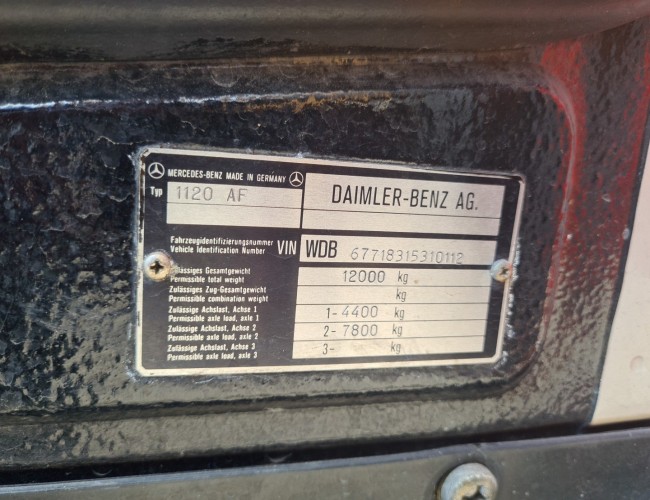 MERCEDES-BENZ MADE IN GERMANY
Typ 1120 AF
DAIMLER-BENZ AG.
Fahrzeugidentifizierungsnummer
Vehicle Identification Number
VIN WDB 67718315310112
Zulässiges Gesamtgewicht
Permissible total weight
12000 kg
Zulässiges Zug-Gesamtgewicht
Permissible combination weight
kg
Zulässige Achslast, Achse 1
Permissible axle load, axle 1
1-4400 kg
Zulässige Achslast, Achse 2
Permissible axle load, axle 2
2-7800 kg
Zulässige Achslast, Achse 3
Permissible axle load, axle 3
3- kg